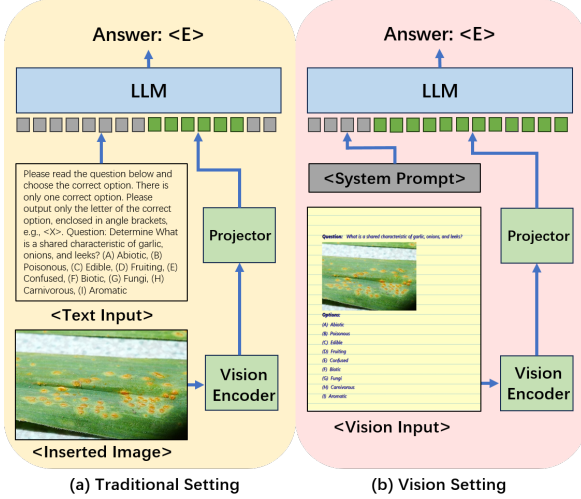 Answer: <E>
LLM
Please read the question below and
choose the correct option. There is
only one correct option. Please
output only the letter of the correct
option, enclosed in angle brackets,
e.g., <X>. Question: Determine What
is a shared characteristic of garlic,
onions, and leeks? (A) Abiotic, (B)
Poisonous, (C) Edible, (D) Fruiting, (E)
Confused, (F) Biotic, (G) Fungi, (H)
Carnivorous, (I) Aromatic
<Text Input>
Projector
Vision
Encoder
<Inserted Image>
(a) Traditional Setting
Answer: <E>
LLM
<System Prompt>
Question: What is a shared characteristic of garlic, onions, and leeks?
Options:
(A) Abiotic
(B) Poisonous
(C) Edible
(D) Fruiting
(E) Confused
(F) Biotic
(G) Fungi
(H) Carnivorous
(I) Aromatic
<Vision Input>
Projector
Vision
Encoder
(b) Vision Setting